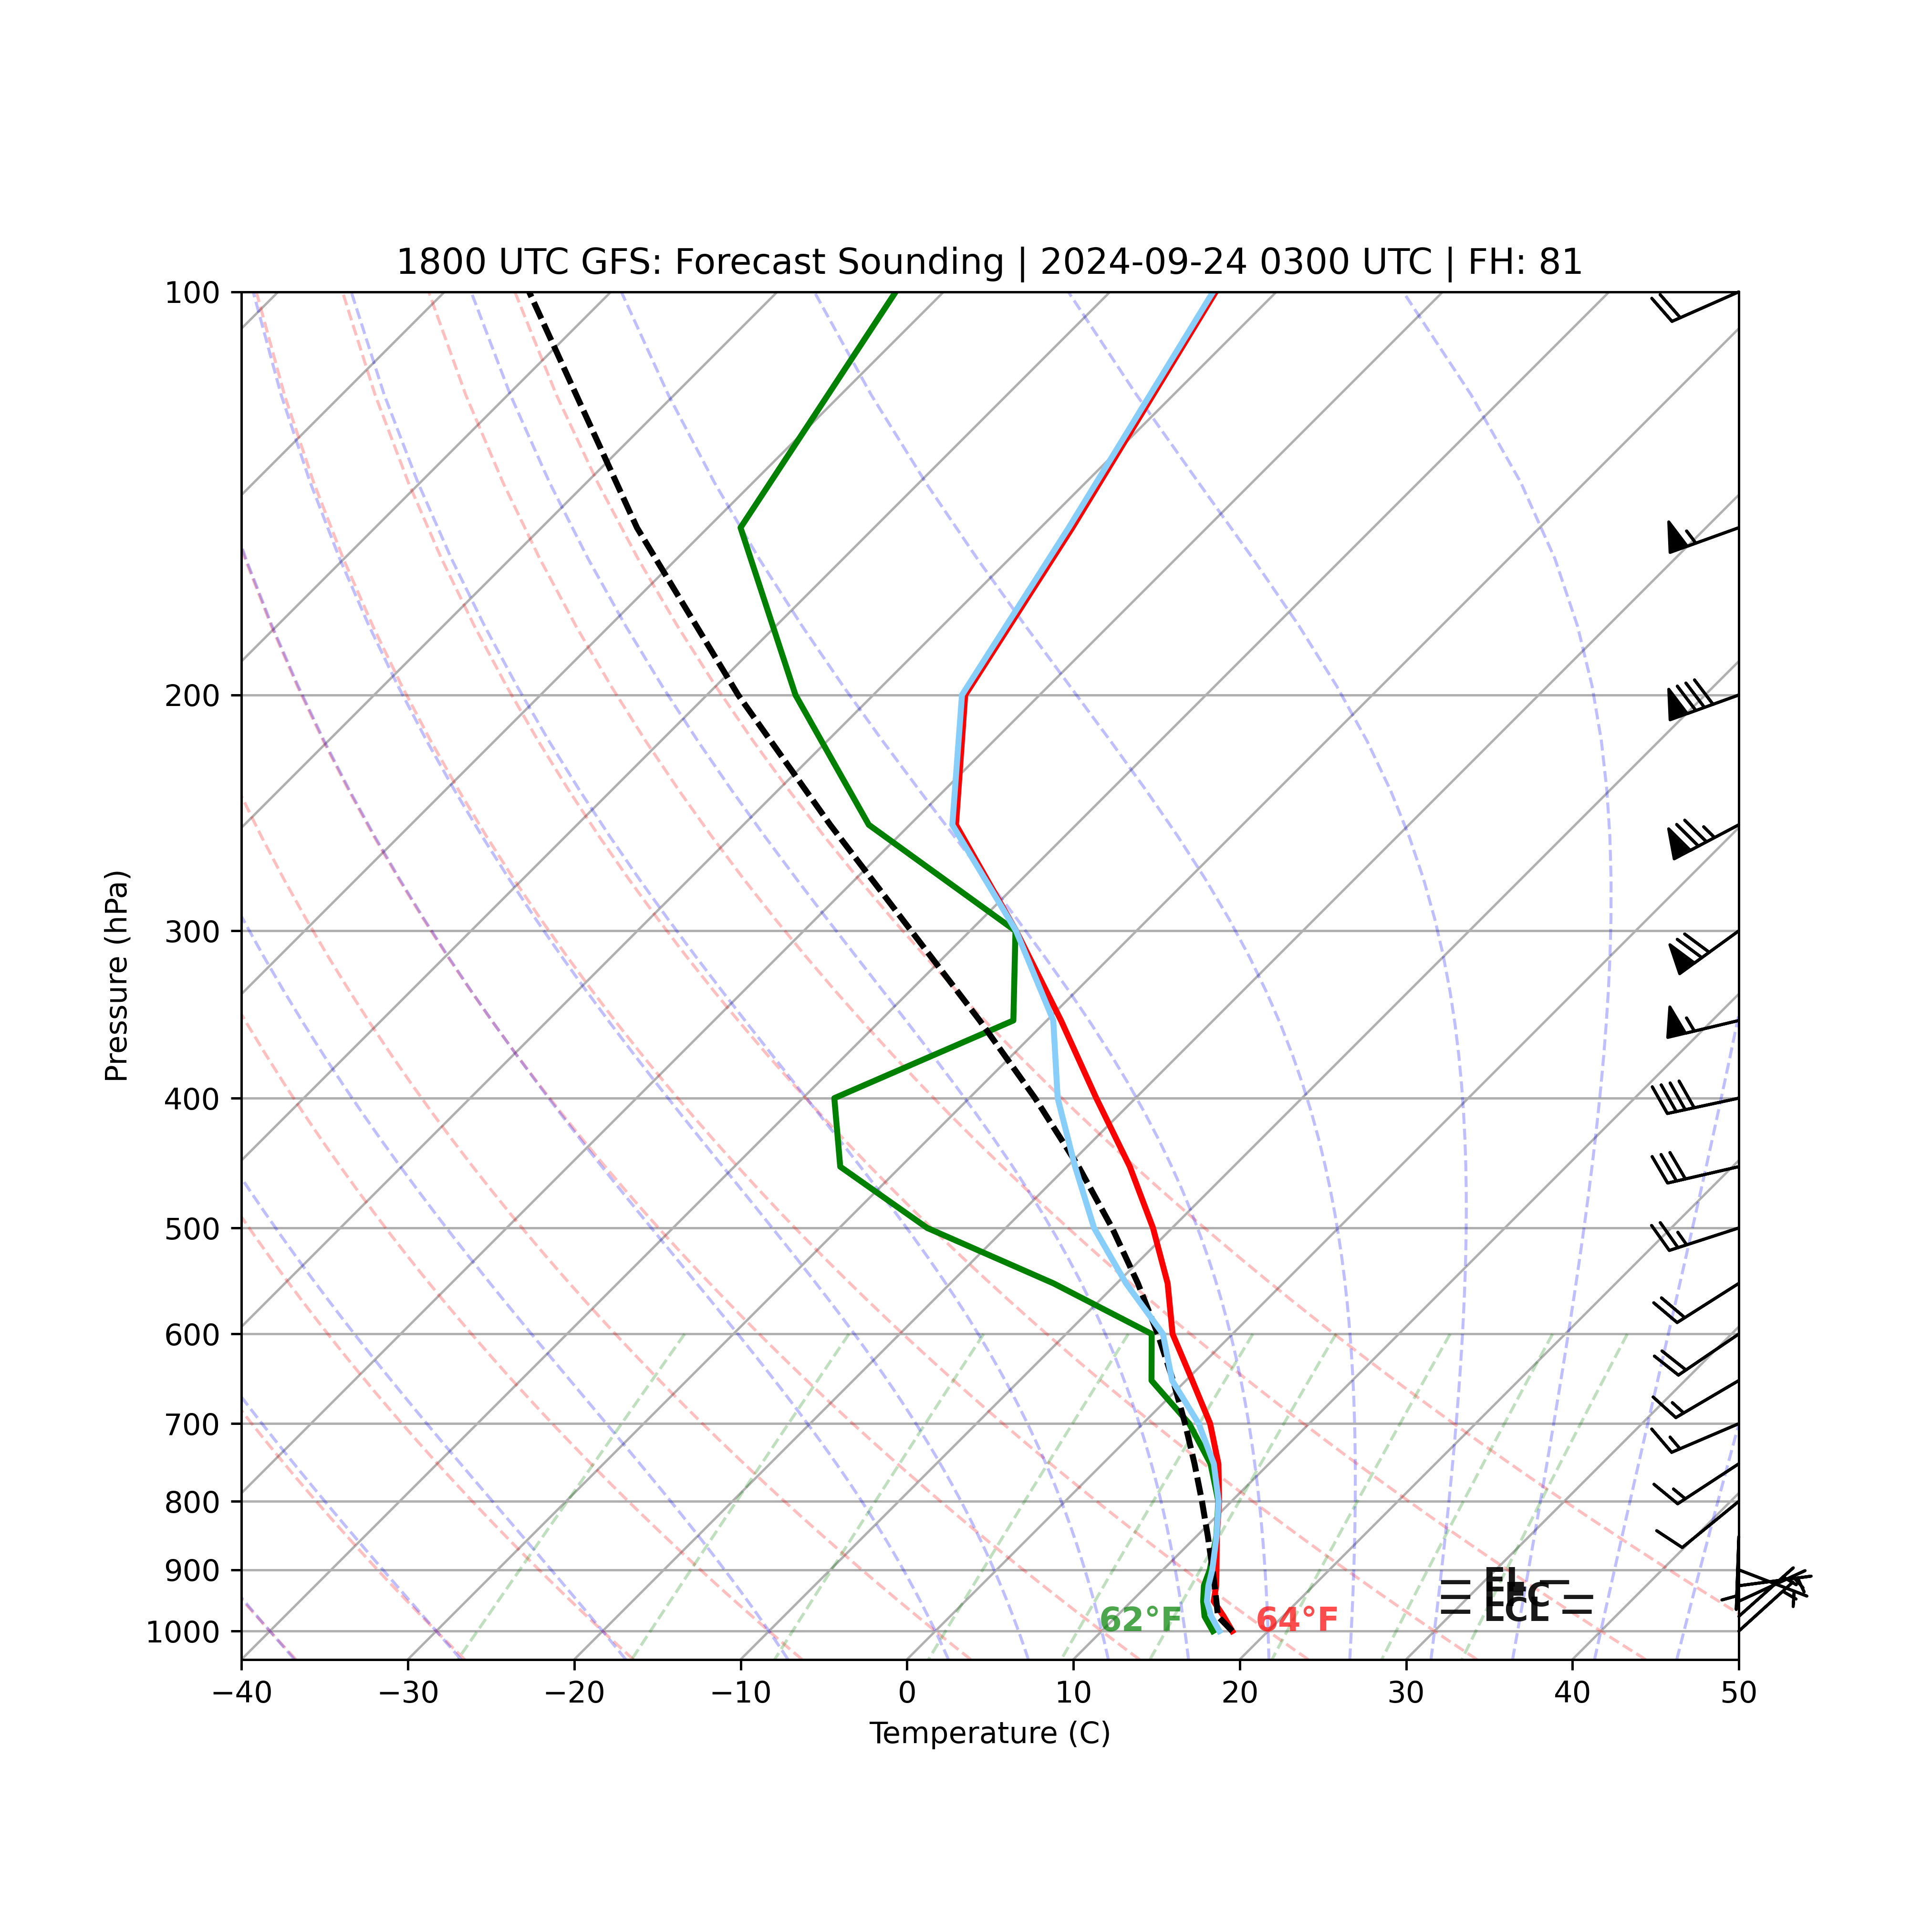 1800 UTC GFS: Forecast Sounding | 2024-09-24 0300 UTC | FH: 81
100
200
300
400
500
600
700
800
900
1000
Pressure (hPa)
EL
LCL
62°F
64°F
−40 −30 −20 −10 0 10 20 30 40 50
Temperature (C)